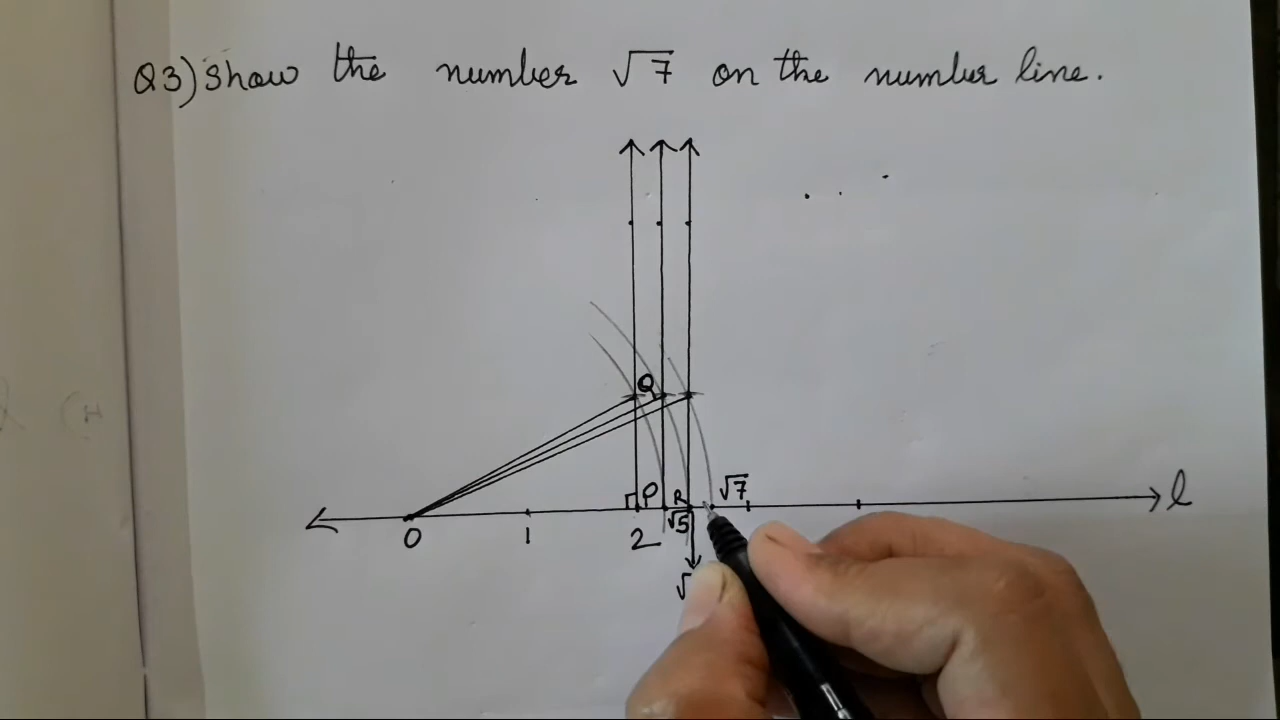 Q3) Show the number √7 on the number line.
Q
P R √7 l
0 1 2 √5
√